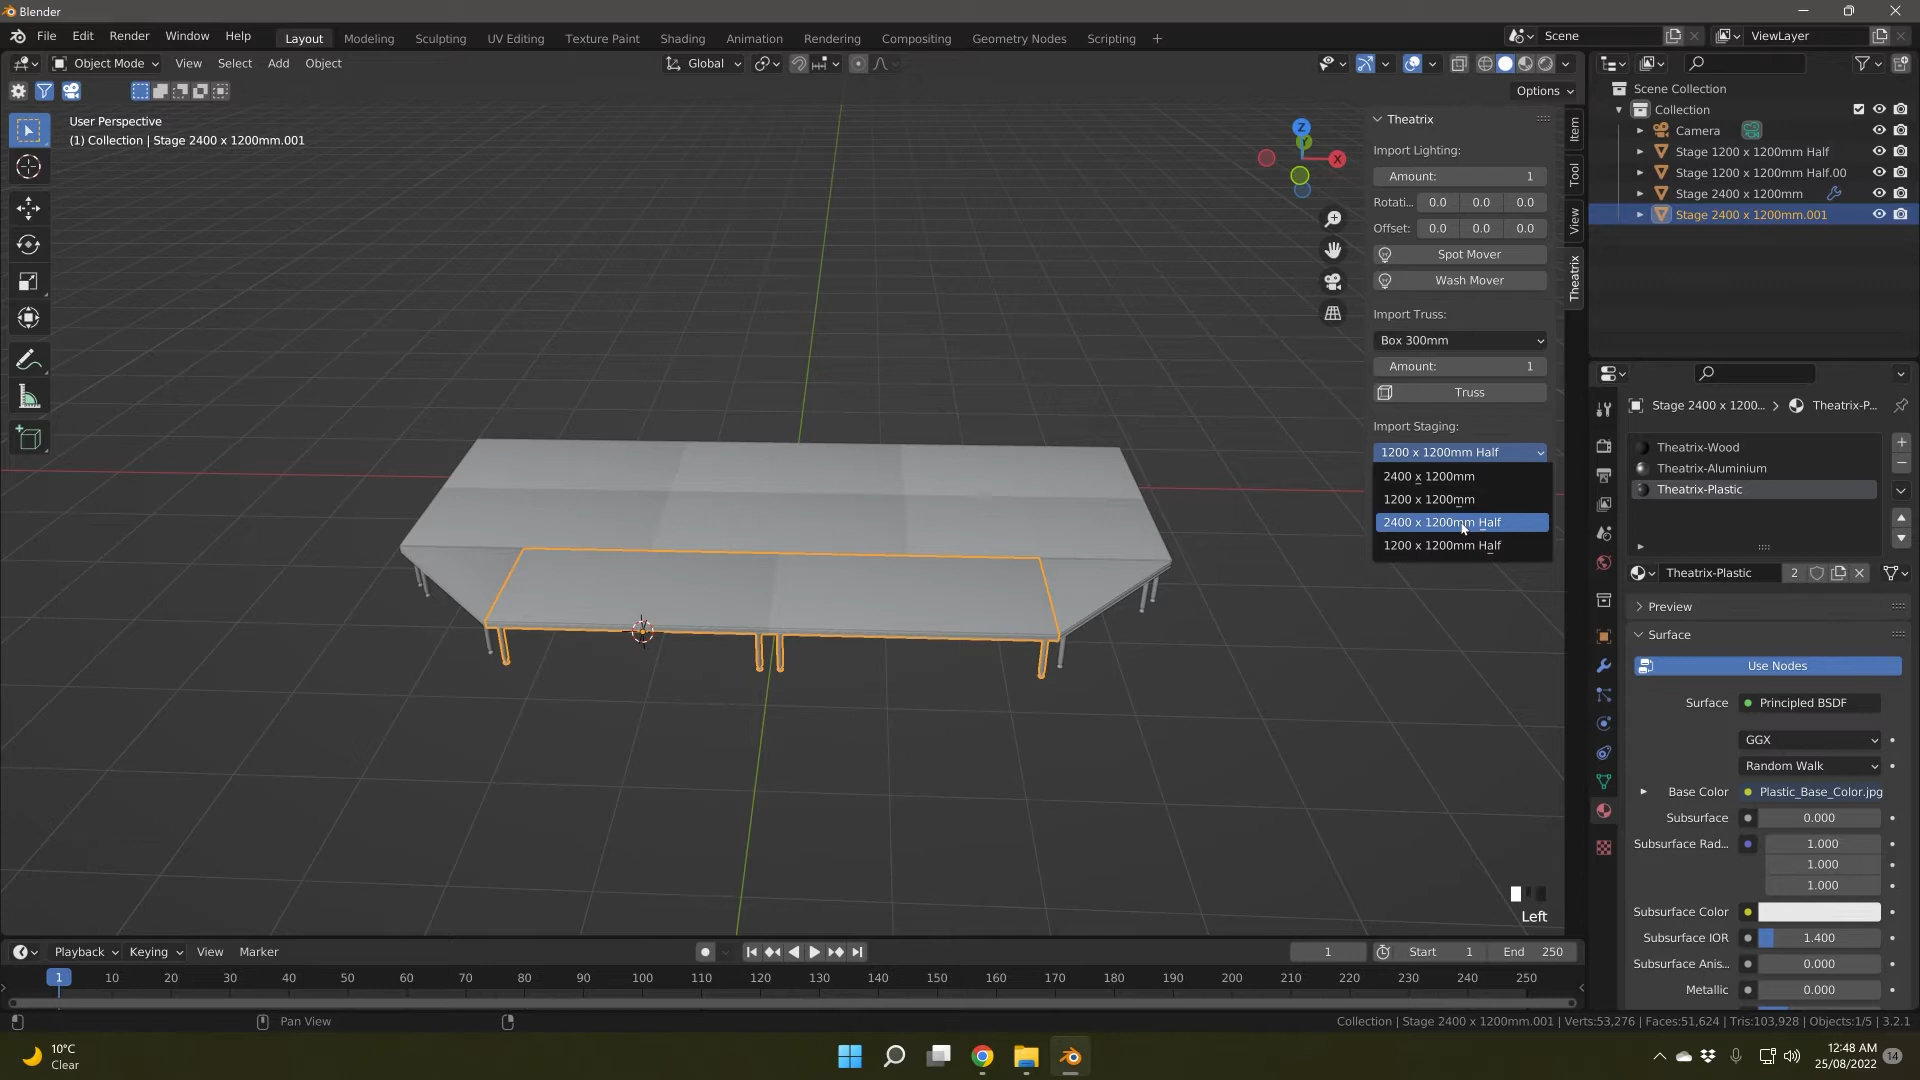 Blender
File Edit Render Window Help Layout Modeling Sculpting UV Editing Texture Paint Shading Animation Rendering Compositing Geometry Nodes Scripting + Scene ViewLayer
Object Mode View Select Add Object Global
Options
User Perspective
(1) Collection | Stage 2400 x 1200mm.001
Z
Y
X
Theatrix
Import Lighting:
Amount: 1
Rotati... 0.0 0.0 0.0
Offset: 0.0 0.0 0.0
Spot Mover
Wash Mover
Import Truss:
Box 300mm
Amount: 1
Truss
Import Staging:
1200 x 1200mm Half
2400 x 1200mm
1200 x 1200mm
2400 x 1200mm Half
1200 x 1200mm Half
Item
Tool
View
Theatrix
Left
Scene Collection
Collection
Camera
Stage 1200 x 1200mm Half
Stage 1200 x 1200mm Half.00
Stage 2400 x 1200mm
Stage 2400 x 1200mm.001
Stage 2400 x 1200... > Theatrix-P...
Theatrix-Wood
Theatrix-Aluminium
Theatrix-Plastic
Theatrix-Plastic 2
Preview
Surface
Use Nodes
Surface Principled BSDF
GGX
Random Walk
Base Color Plastic_Base_Color.jpg
Subsurface 0.000
Subsurface Rad... 1.000
1.000
1.000
Subsurface Color
Subsurface IOR 1.400
Subsurface Anis... 0.000
Metallic 0.000
Playback Keying View Marker 1 Start 1 End 250
1 10 20 30 40 50 60 70 80 90 100 110 120 130 140 150 160 170 180 190 200 210 220 230 240 250
Pan View
Collection | Stage 2400 x 1200mm.001 | Verts:53,276 | Faces:51,624 | Tris:103,928 | Objects:1/5 | 3.2.1
10°C
Clear
12:48 AM
25/08/2022
14